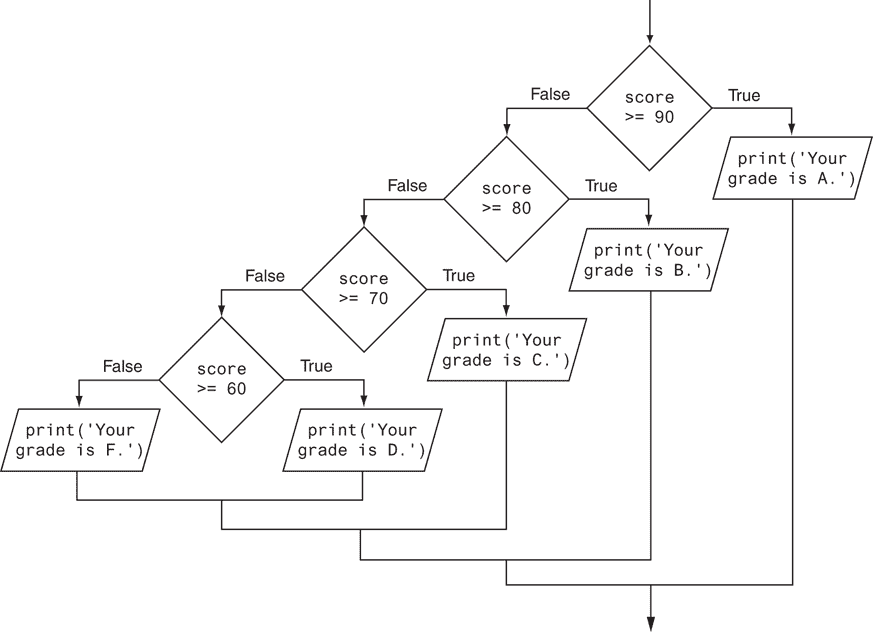 score
>= 90
False
True
print('Your
grade is A.')
score
>= 80
False
True
print('Your
grade is B.')
score
>= 70
False
True
print('Your
grade is C.')
score
>= 60
False
True
print('Your
grade is F.')
print('Your
grade is D.')